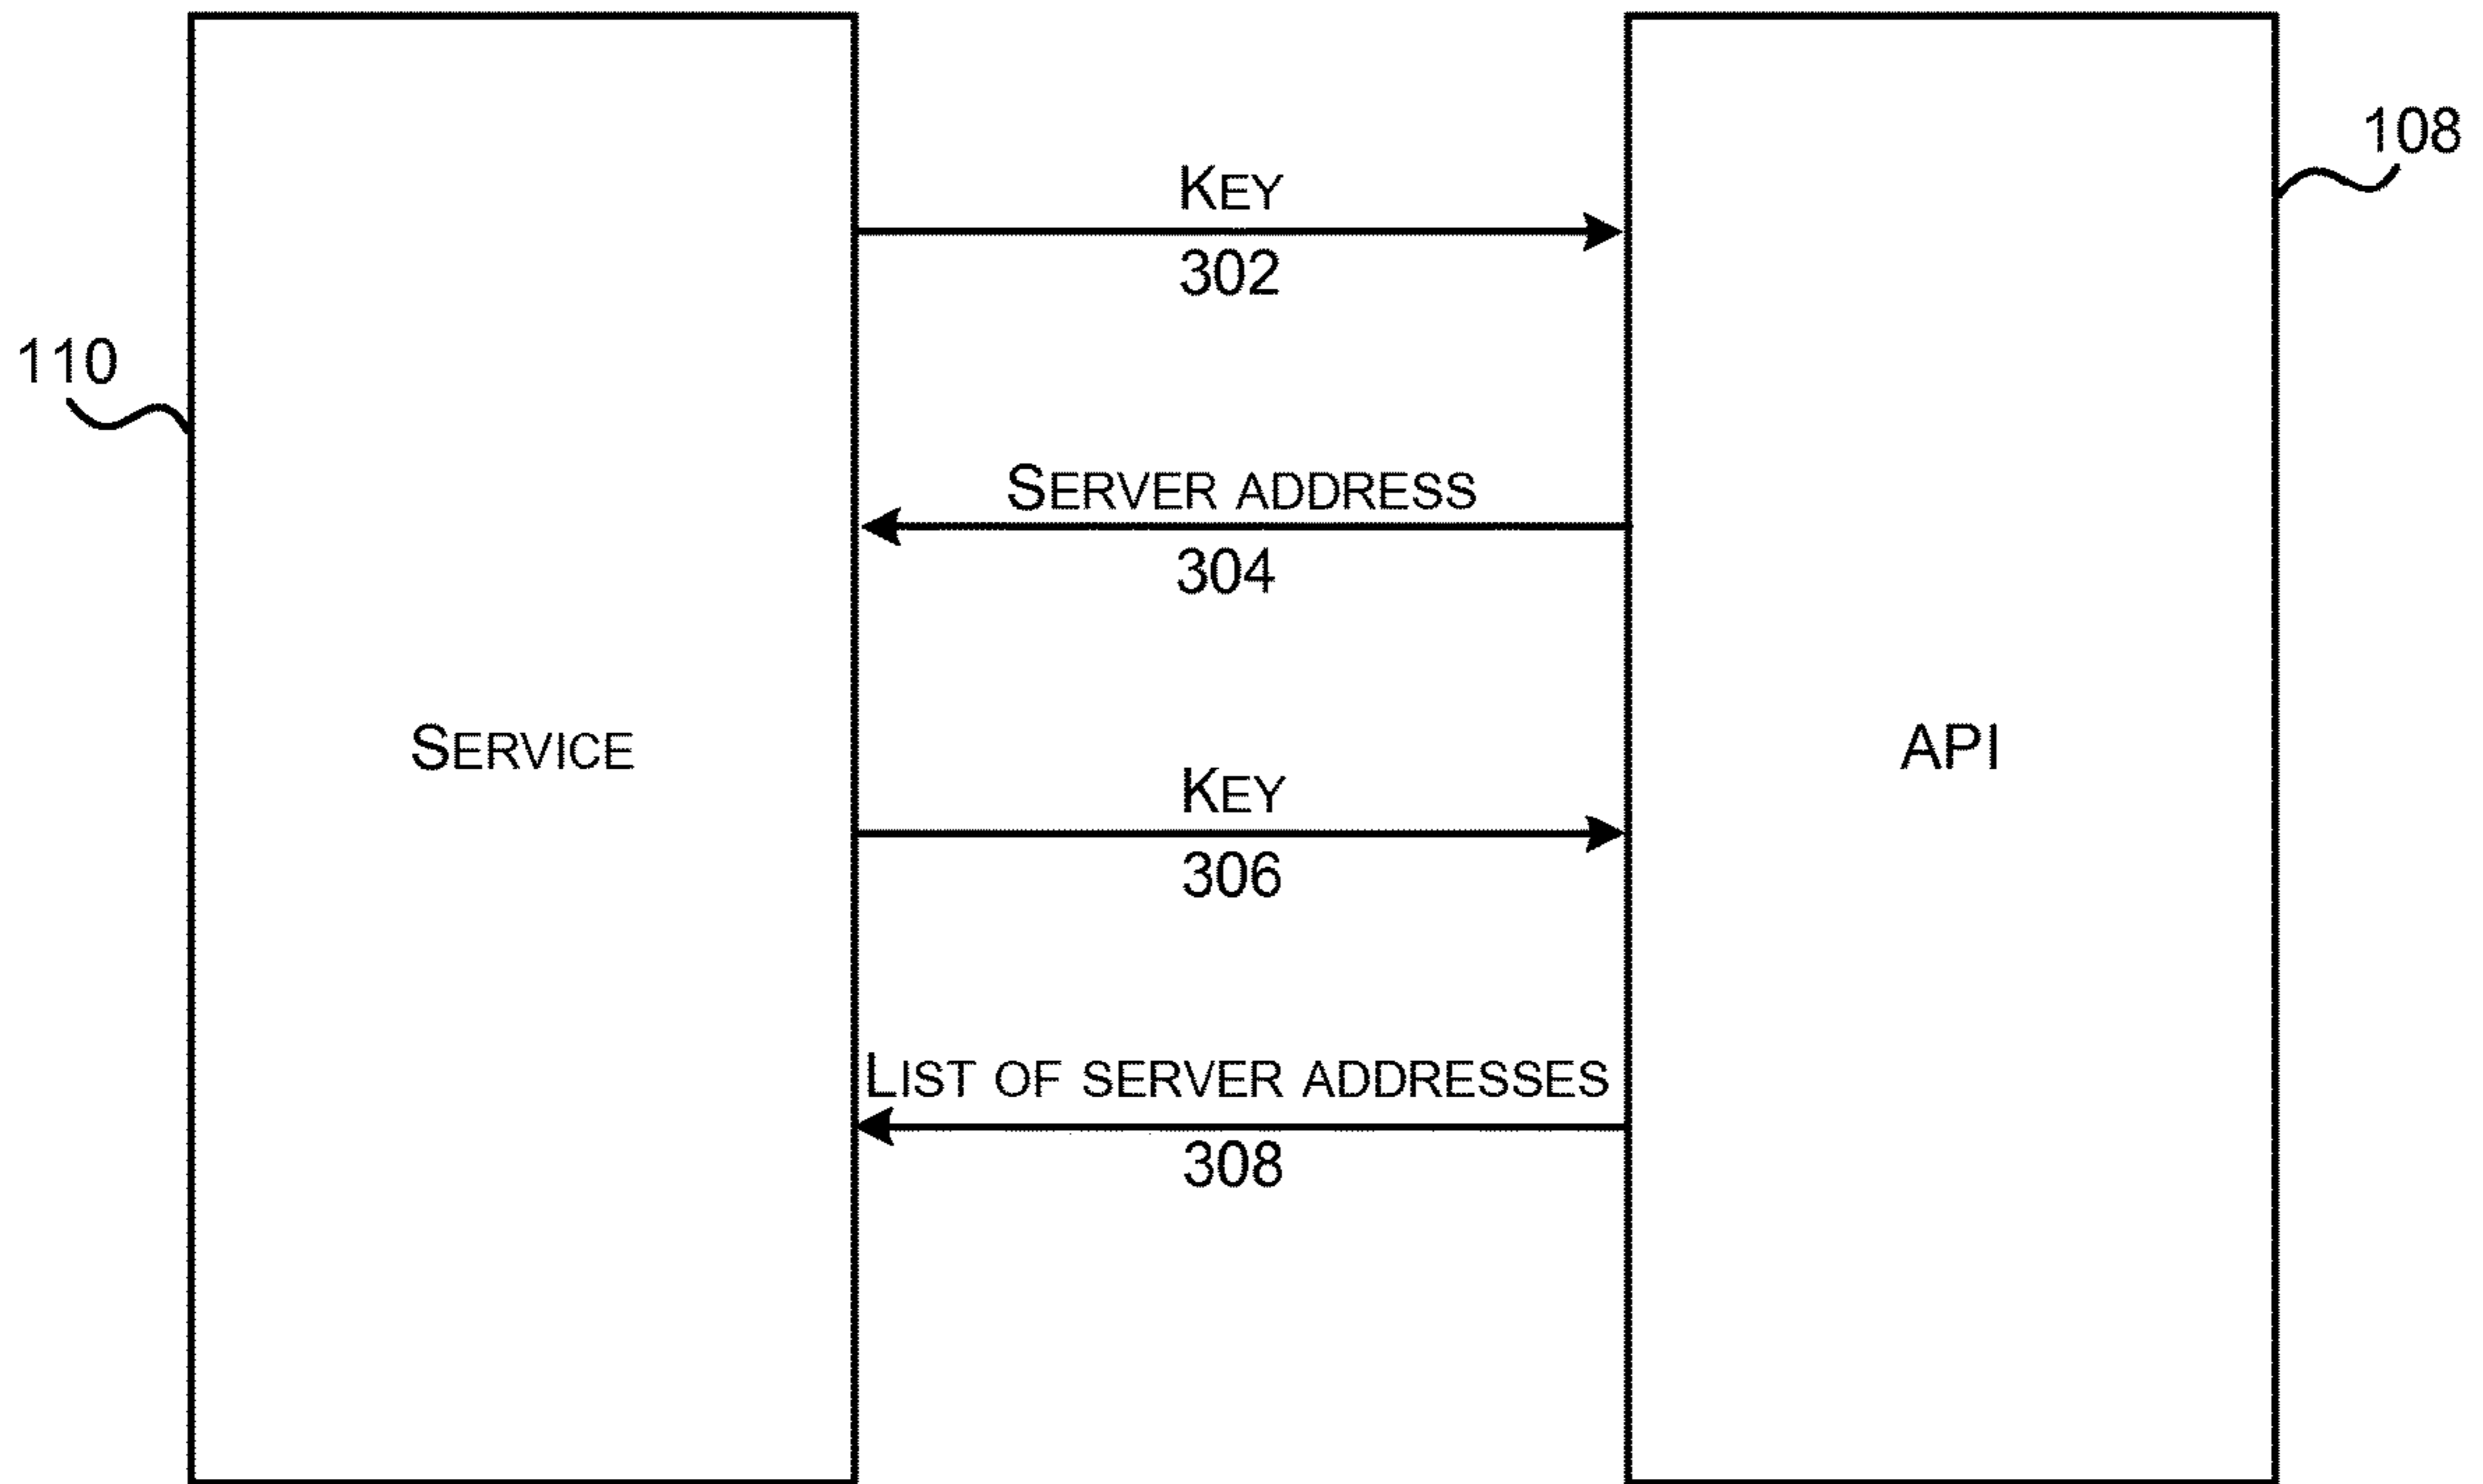 108
KEY
302
110
SERVER ADDRESS
304
SERVICE
API
KEY
306
LIST OF SERVER ADDRESSES
308